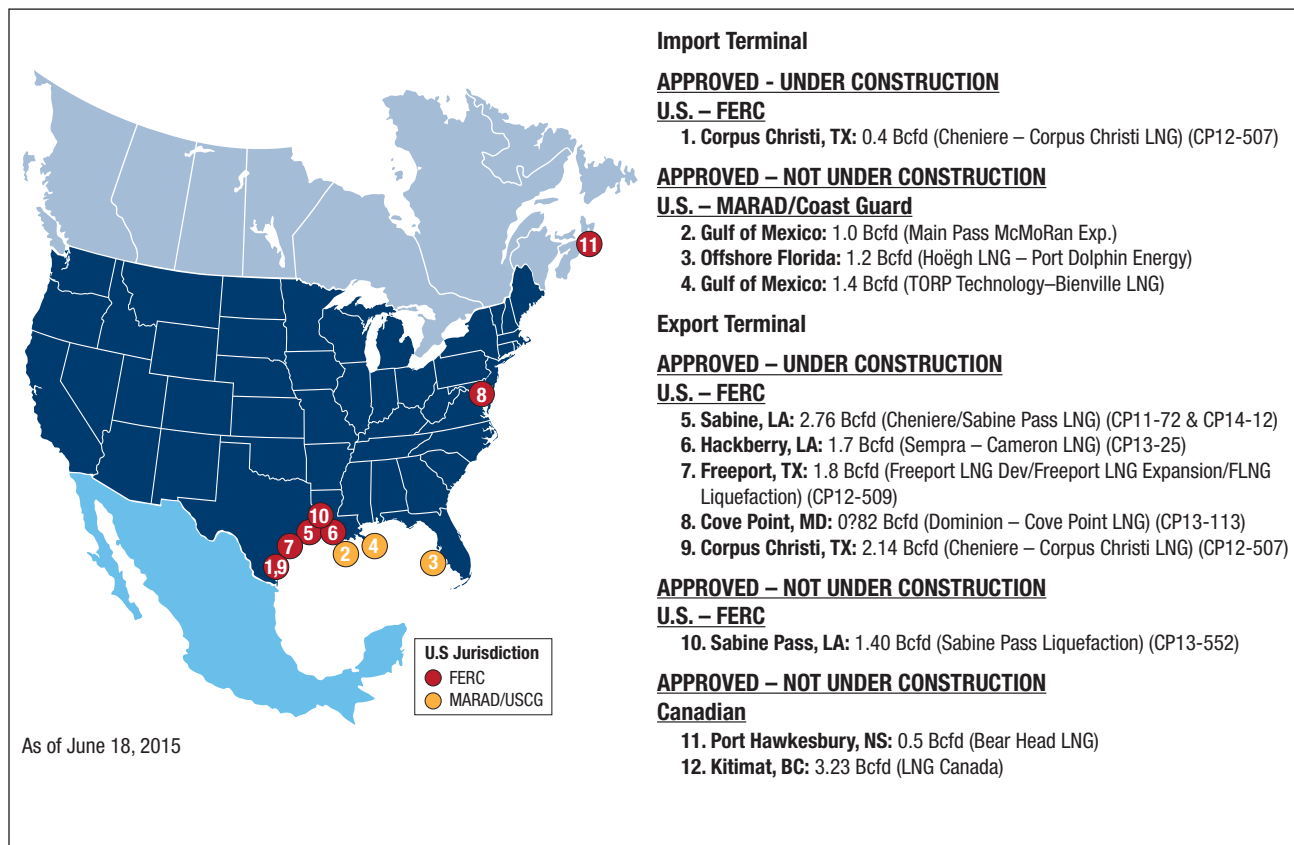 Import Terminal
APPROVED - UNDER CONSTRUCTION
U.S. – FERC
1. Corpus Christi, TX: 0.4 Bcfd (Cheniere – Corpus Christi LNG) (CP12-507)
APPROVED – NOT UNDER CONSTRUCTION
U.S. – MARAD/Coast Guard
2. Gulf of Mexico: 1.0 Bcfd (Main Pass McMoRan Exp.)
3. Offshore Florida: 1.2 Bcfd (Hoëgh LNG – Port Dolphin Energy)
4. Gulf of Mexico: 1.4 Bcfd (TORP Technology–Bienville LNG)
Export Terminal
APPROVED – UNDER CONSTRUCTION
U.S. – FERC
5. Sabine, LA: 2.76 Bcfd (Cheniere/Sabine Pass LNG) (CP11-72 & CP14-12)
6. Hackberry, LA: 1.7 Bcfd (Sempra – Cameron LNG) (CP13-25)
7. Freeport, TX: 1.8 Bcfd (Freeport LNG Dev/Freeport LNG Expansion/FLNG
Liquefaction) (CP12-509)
8. Cove Point, MD: 0?82 Bcfd (Dominion – Cove Point LNG) (CP13-113)
9. Corpus Christi, TX: 2.14 Bcfd (Cheniere – Corpus Christi LNG) (CP12-507)
APPROVED – NOT UNDER CONSTRUCTION
U.S. – FERC
10. Sabine Pass, LA: 1.40 Bcfd (Sabine Pass Liquefaction) (CP13-552)
APPROVED – NOT UNDER CONSTRUCTION
Canadian
11. Port Hawkesbury, NS: 0.5 Bcfd (Bear Head LNG)
12. Kitimat, BC: 3.23 Bcfd (LNG Canada)
11
8
10
5
6
7
2
4
3
1,9
U.S Jurisdiction
FERC
MARAD/USCG
As of June 18, 2015